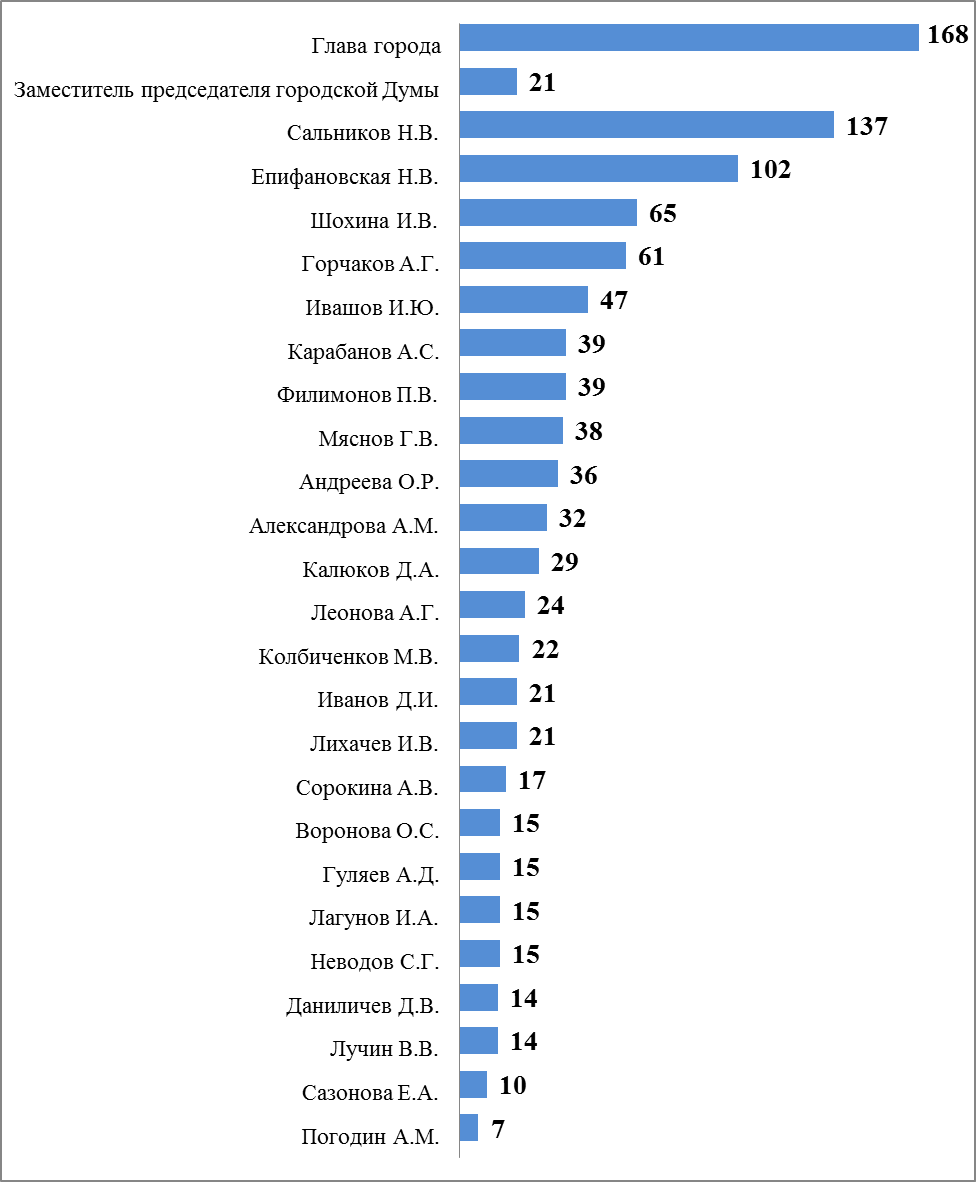 Глава города 168
Заместитель председателя городской Думы 21
Сальников Н.В. 137
Епифановская Н.В. 102
Шохина И.В. 65
Горчаков А.Г. 61
Ивашов И.Ю. 47
Карабанов А.С. 39
Филимонов П.В. 39
Мяснов Г.В. 38
Андреева О.Р. 36
Александрова А.М. 32
Калюков Д.А. 29
Леонова А.Г. 24
Колбиченков М.В. 22
Иванов Д.И. 21
Лихачев И.В. 21
Сорокина А.В. 17
Воронова О.С. 15
Гуляев А.Д. 15
Лагунов И.А. 15
Неводов С.Г. 15
Даниличев Д.В. 14
Лучин В.В. 14
Сазонова Е.А. 10
Погодин А.М. 7